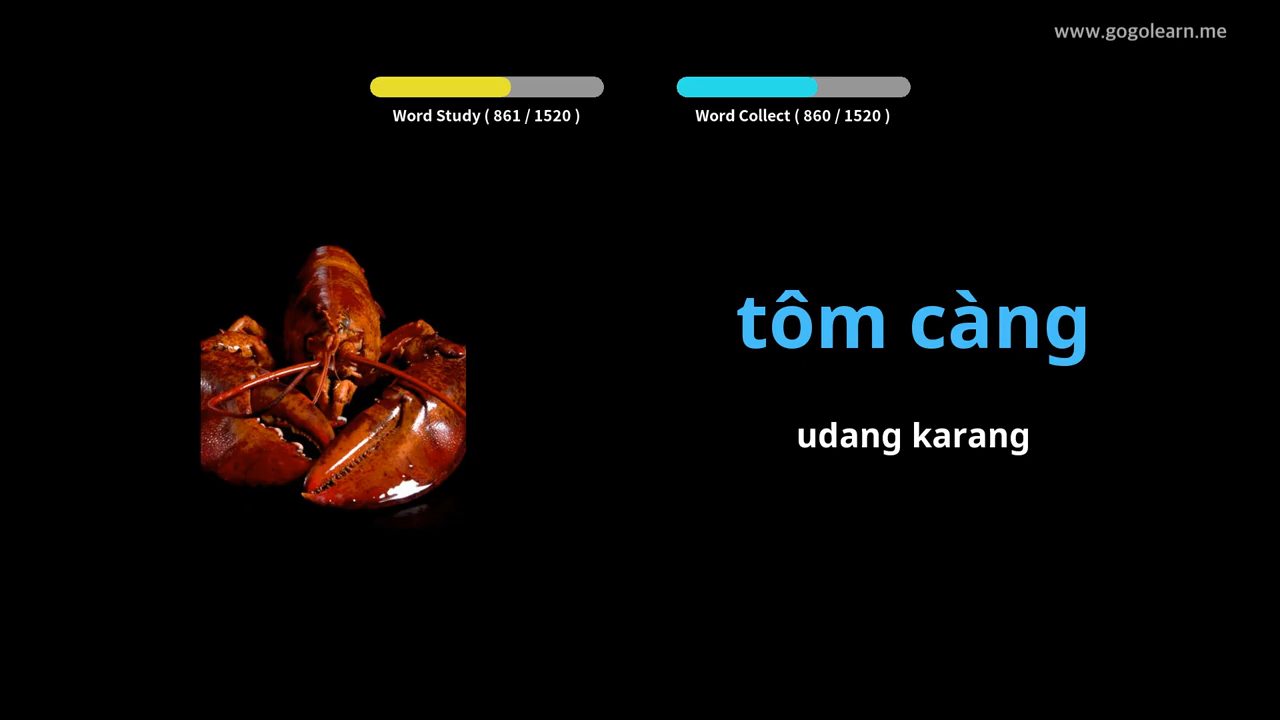 www.gogolearn.me
Word Study ( 861 / 1520 )
Word Collect ( 860 / 1520 )
tôm càng
udang karang